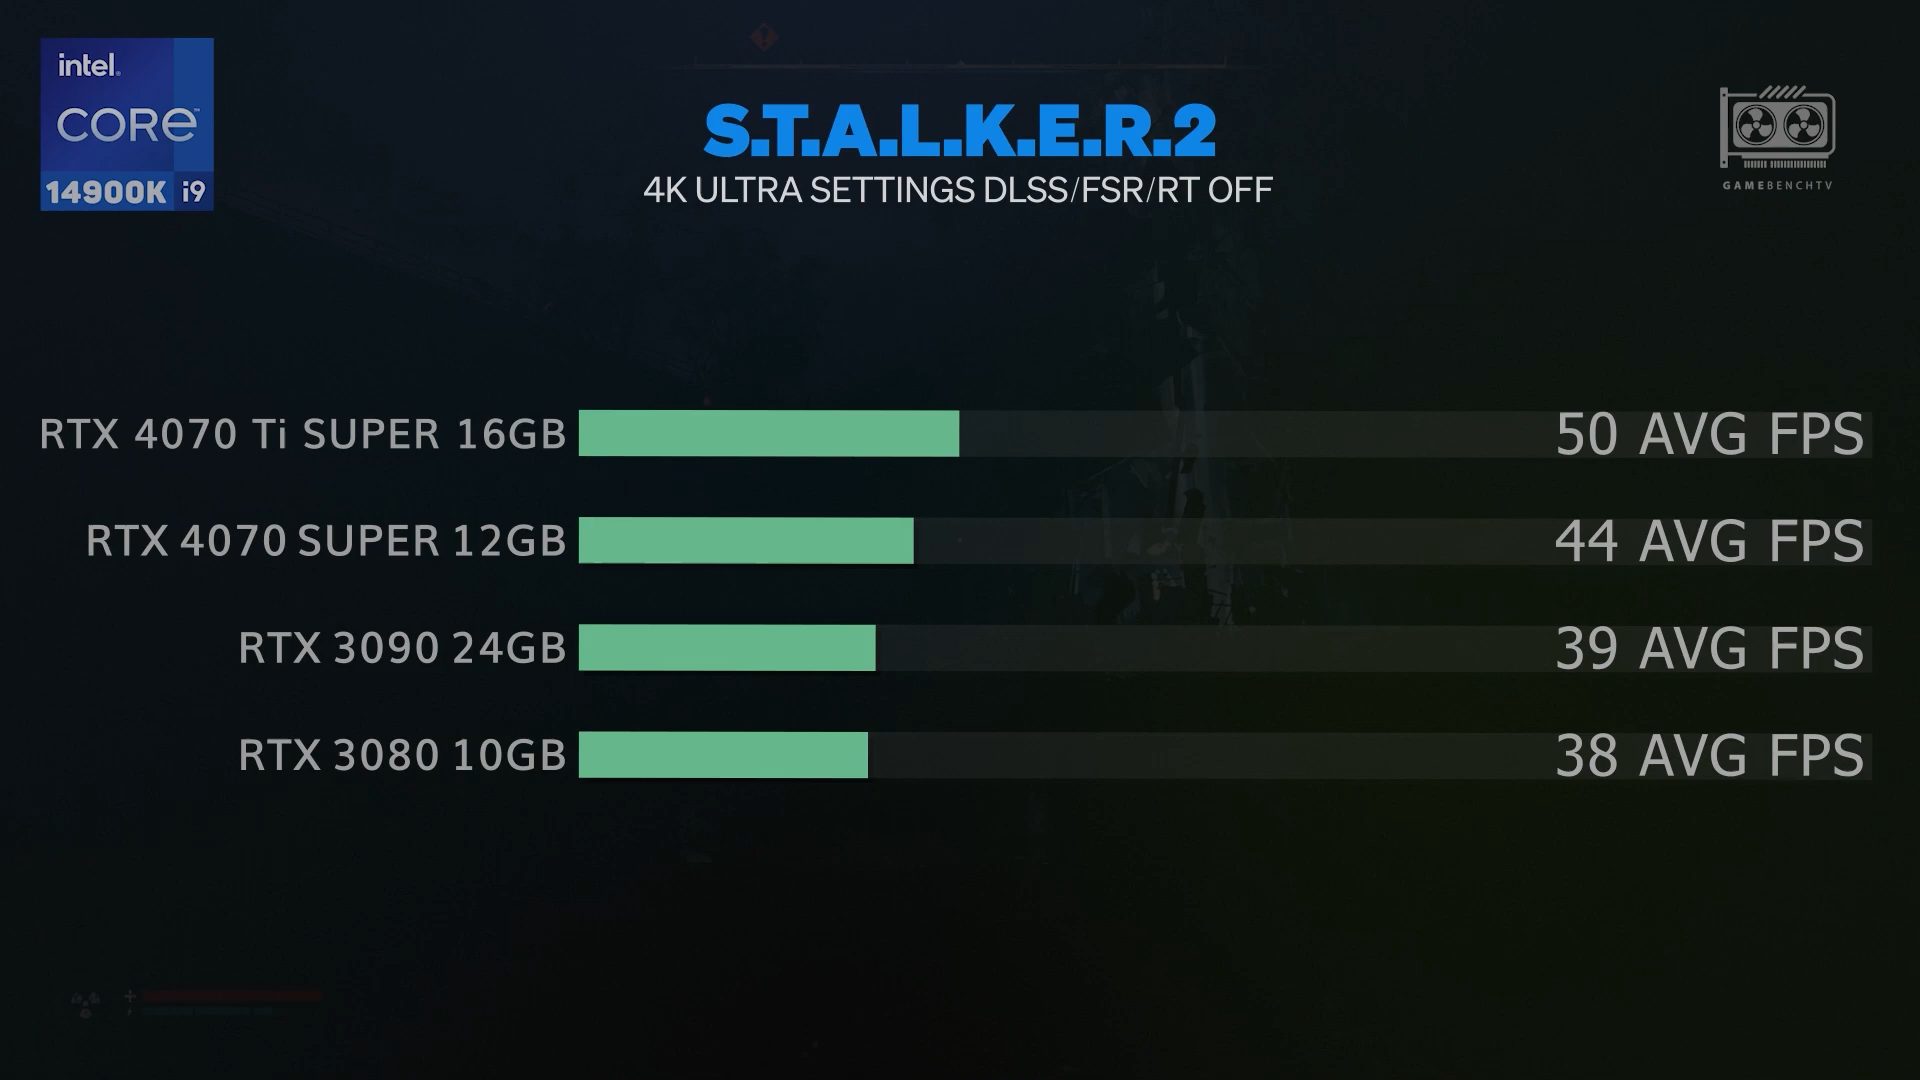 intel.
CORE™
14900K i9
S.T.A.L.K.E.R.2
4K ULTRA SETTINGS DLSS/FSR/RT OFF
GAMEBENCHTV
RTX 4070 Ti SUPER 16GB 50 AVG FPS
RTX 4070 SUPER 12GB 44 AVG FPS
RTX 3090 24GB 39 AVG FPS
RTX 3080 10GB 38 AVG FPS